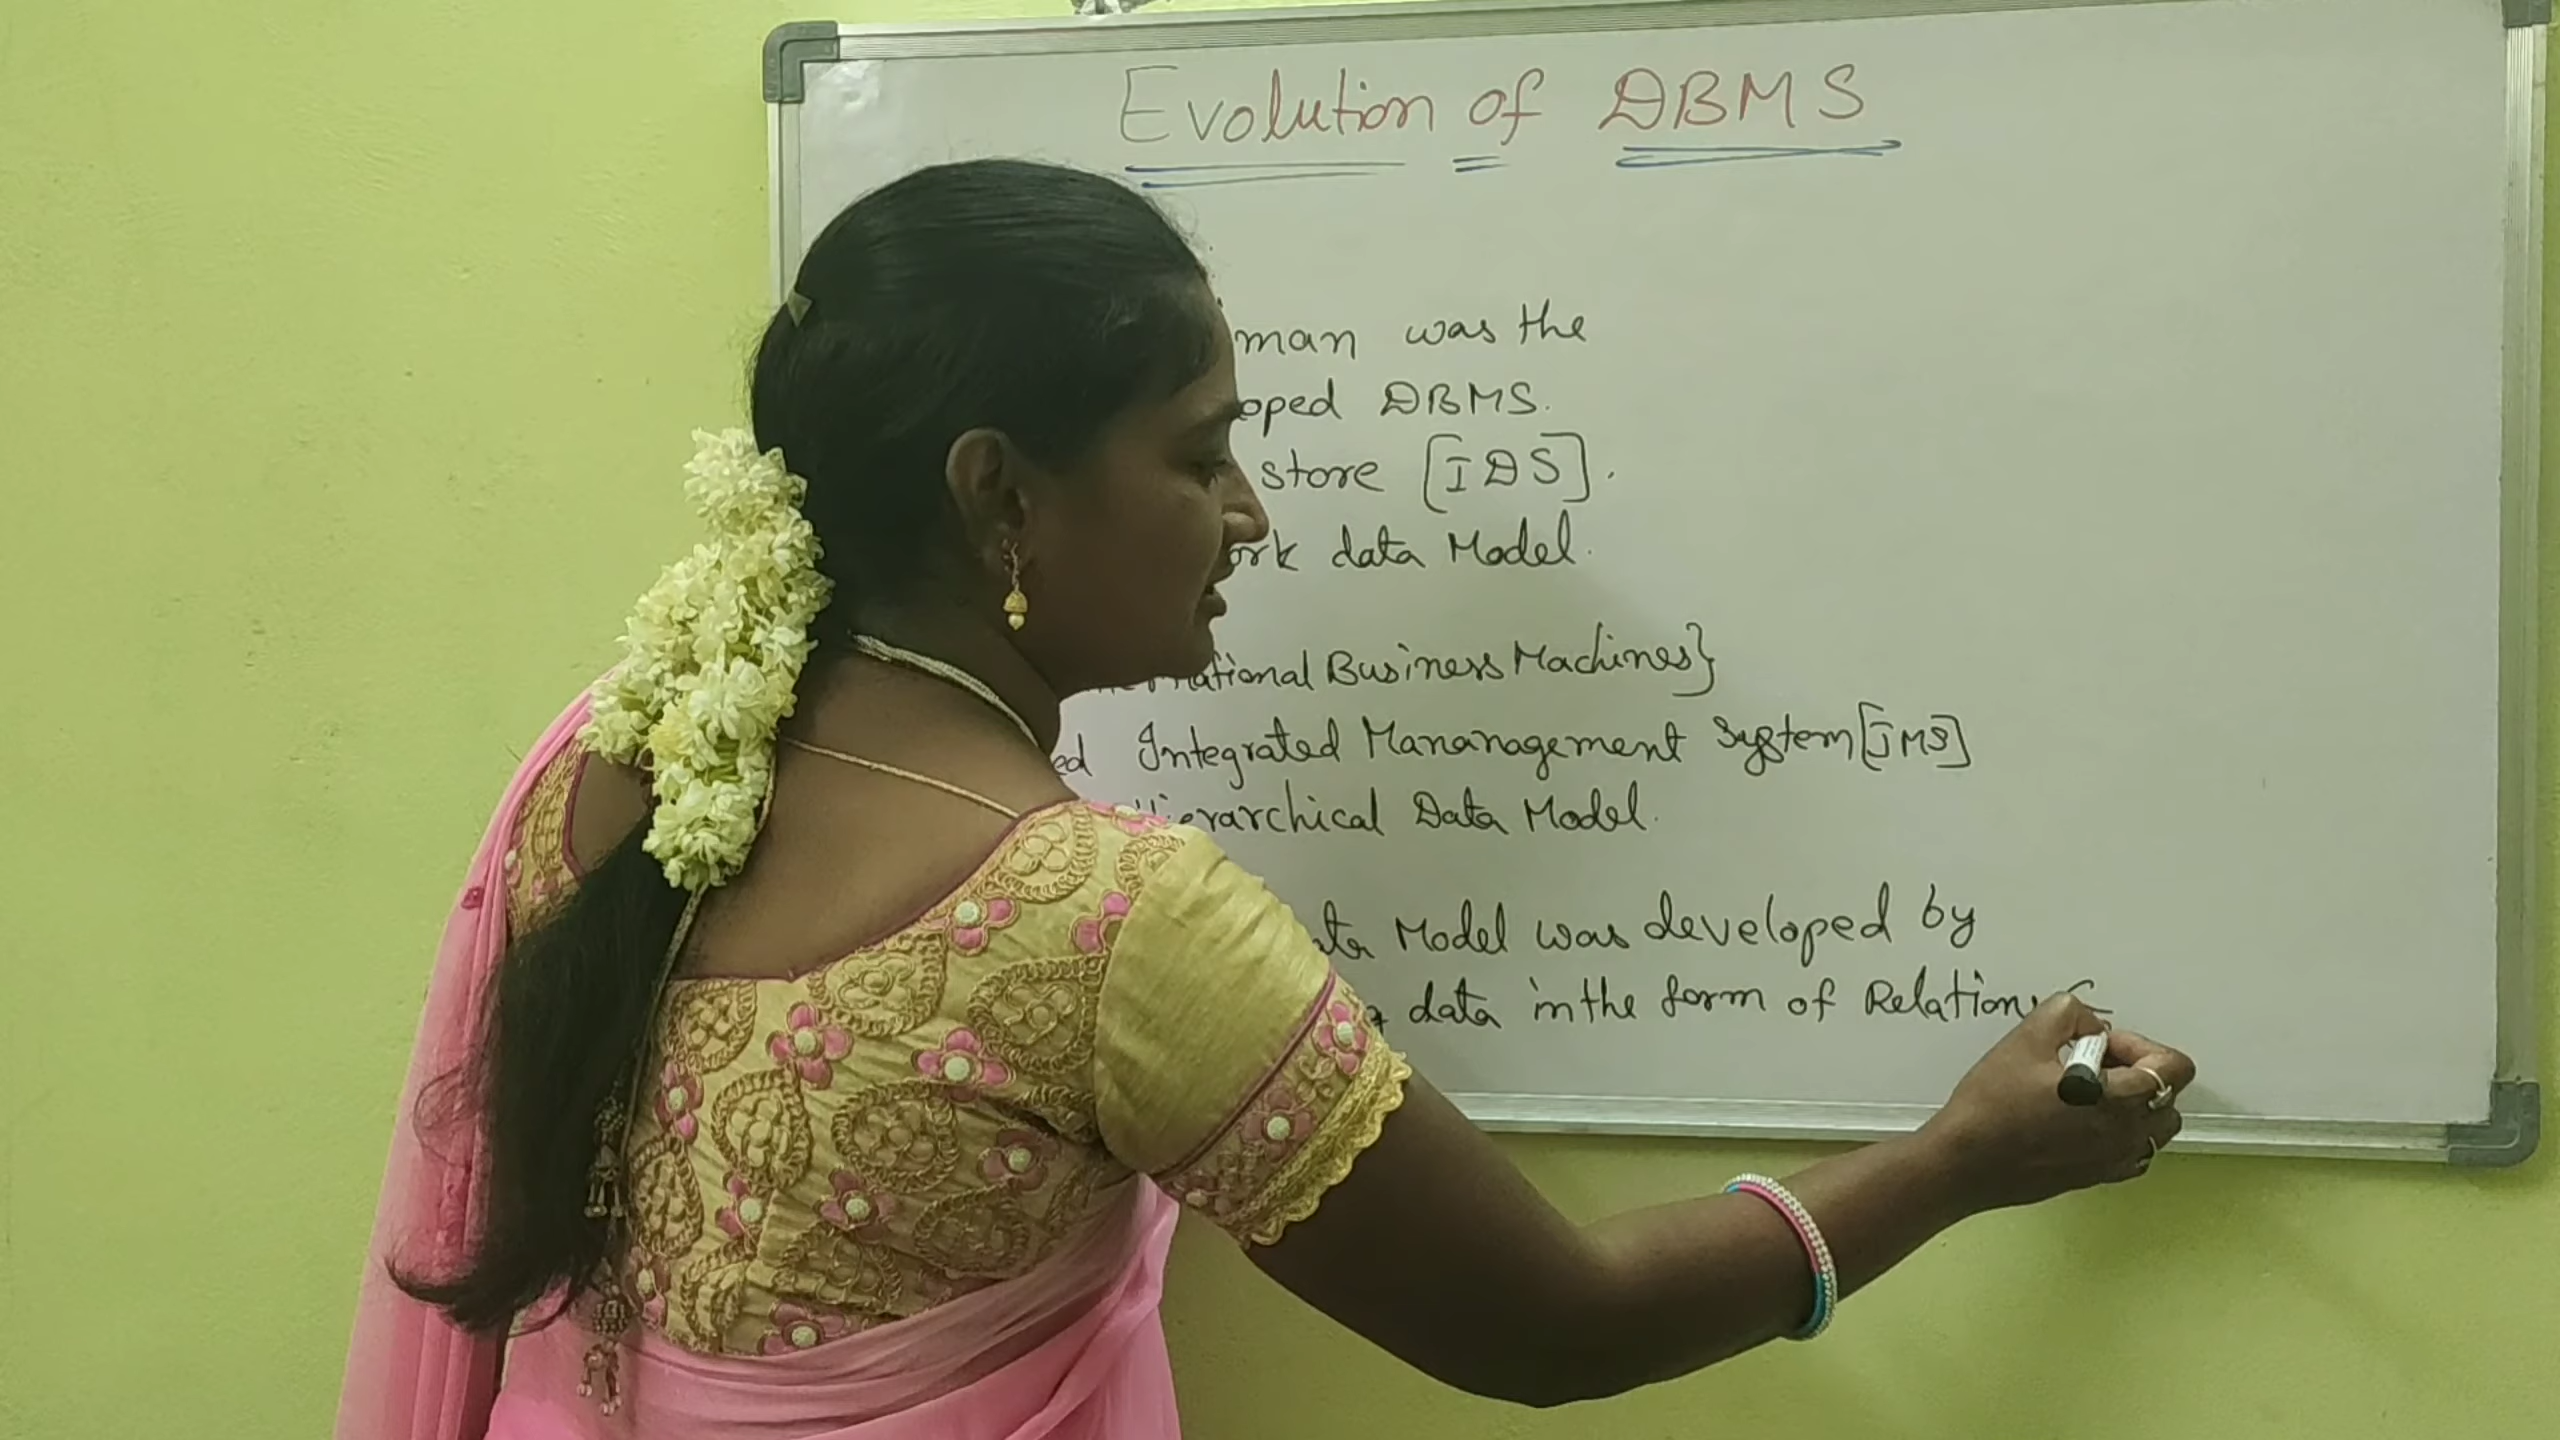 Evolution of DBMS
man was the
oped DBMS.
store [IDS].
ork data Model.
national Business Machines}
ed Integrated Mananagement System[IMS]
Hierarchical Data Model.
ata Model was developed by
data in the form of Relation